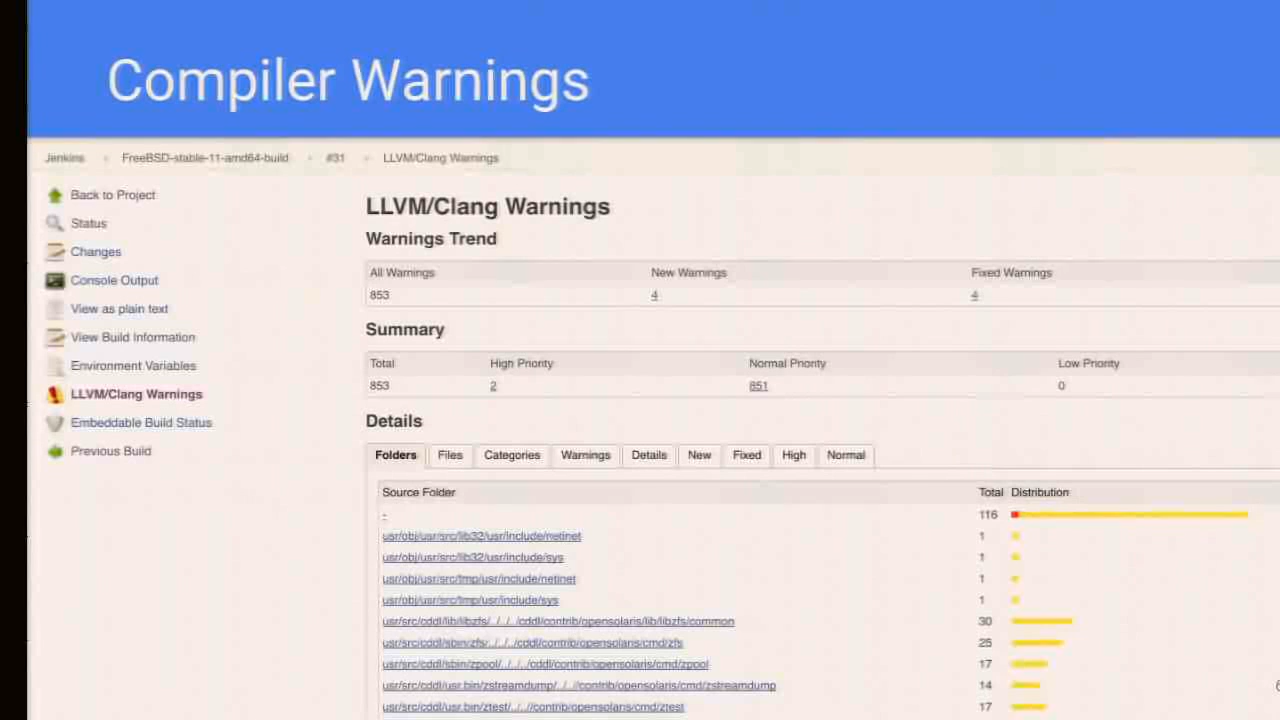 Compiler Warnings
Jenkins FreeBSD-stable-11-amd64-build #31 LLVM/Clang Warnings
Back to Project
Status
Changes
Console Output
View as plain text
View Build Information
Environment Variables
LLVM/Clang Warnings
Embeddable Build Status
Previous Build
LLVM/Clang Warnings
Warnings Trend
All Warnings New Warnings Fixed Warnings
853 4 4
Summary
Total High Priority Normal Priority Low Priority
853 2 851 0
Details
Folders Files Categories Warnings Details New Fixed High Normal
Source Folder Total Distribution
- 116
usr/obj/usr/src/lib32/usr/include/netinet 1
usr/obj/usr/src/lib32/usr/include/sys 1
usr/obj/usr/src/tmp/usr/include/netinet 1
usr/obj/usr/src/tmp/usr/include/sys 1
usr/src/cddl/lib/libzfs/../../../cddl/contrib/opensolaris/lib/libzfs/common 30
usr/src/cddl/sbin/zfs/../../../cddl/contrib/opensolaris/cmd/zfs 25
usr/src/cddl/sbin/zpool/../../../cddl/contrib/opensolaris/cmd/zpool 17
usr/src/cddl/usr.bin/zstreamdump/../../contrib/opensolaris/cmd/zstreamdump 14
usr/src/cddl/usr.bin/ztest/../../contrib/opensolaris/cmd/ztest 17